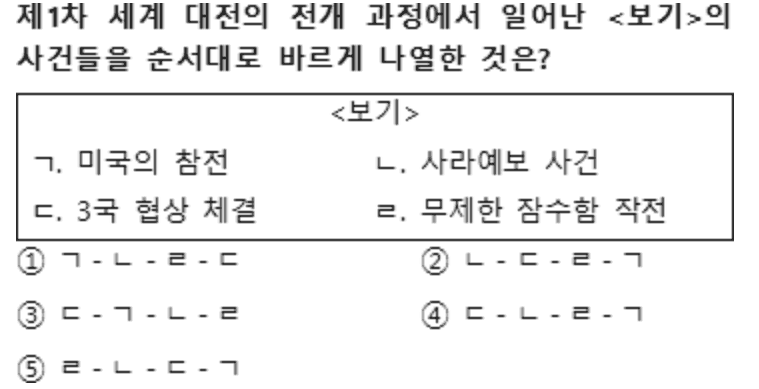 제1차 세계 대전의 전개 과정에서 일어난 <보기>의
사건들을 순서대로 바르게 나열한 것은?
<보기>
ㄱ. 미국의 참전 ㄴ. 사라예보 사건
ㄷ. 3국 협상 체결 ㄹ. 무제한 잠수함 작전
① ㄱ - ㄴ - ㄹ - ㄷ ② ㄴ - ㄷ - ㄹ - ㄱ
③ ㄷ - ㄱ - ㄴ - ㄹ ④ ㄷ - ㄴ - ㄹ - ㄱ
⑤ ㄹ - ㄴ - ㄷ - ㄱ